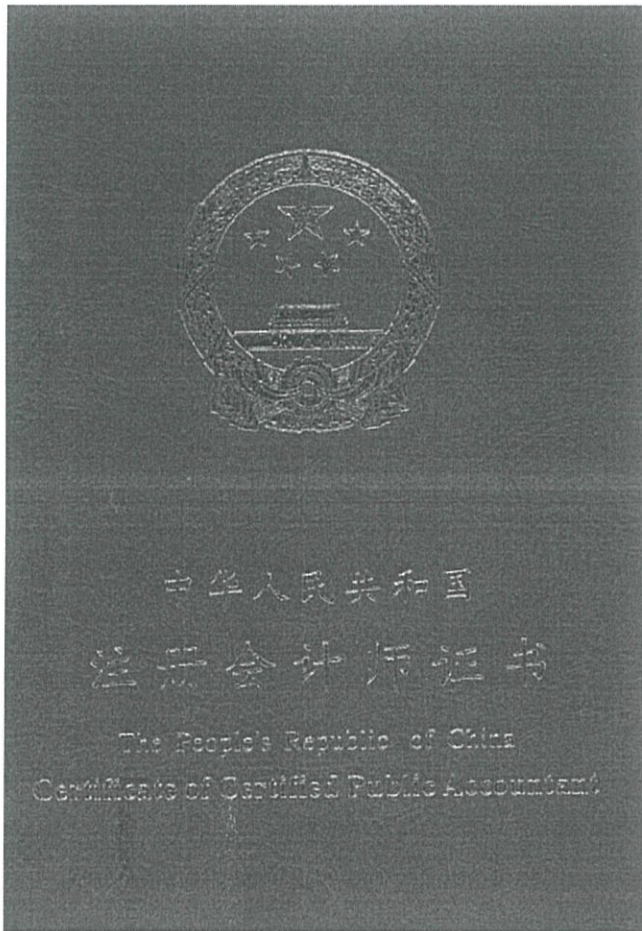 中华人民共和国
注册会计师证书
The People's Republic of China
Certificate of Certified Public Accountant